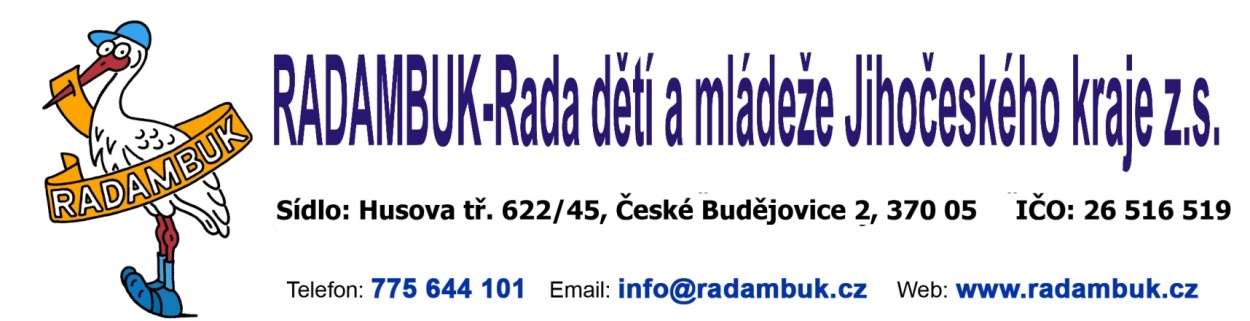 RADAMBUK
RADAMBUK-Rada dětí a mládeže Jihočeského kraje z.s.
Sídlo: Husova tř. 622/45, České Budějovice 2, 370 05 IČO: 26 516 519
Telefon: 775 644 101 Email: info@radambuk.cz Web: www.radambuk.cz